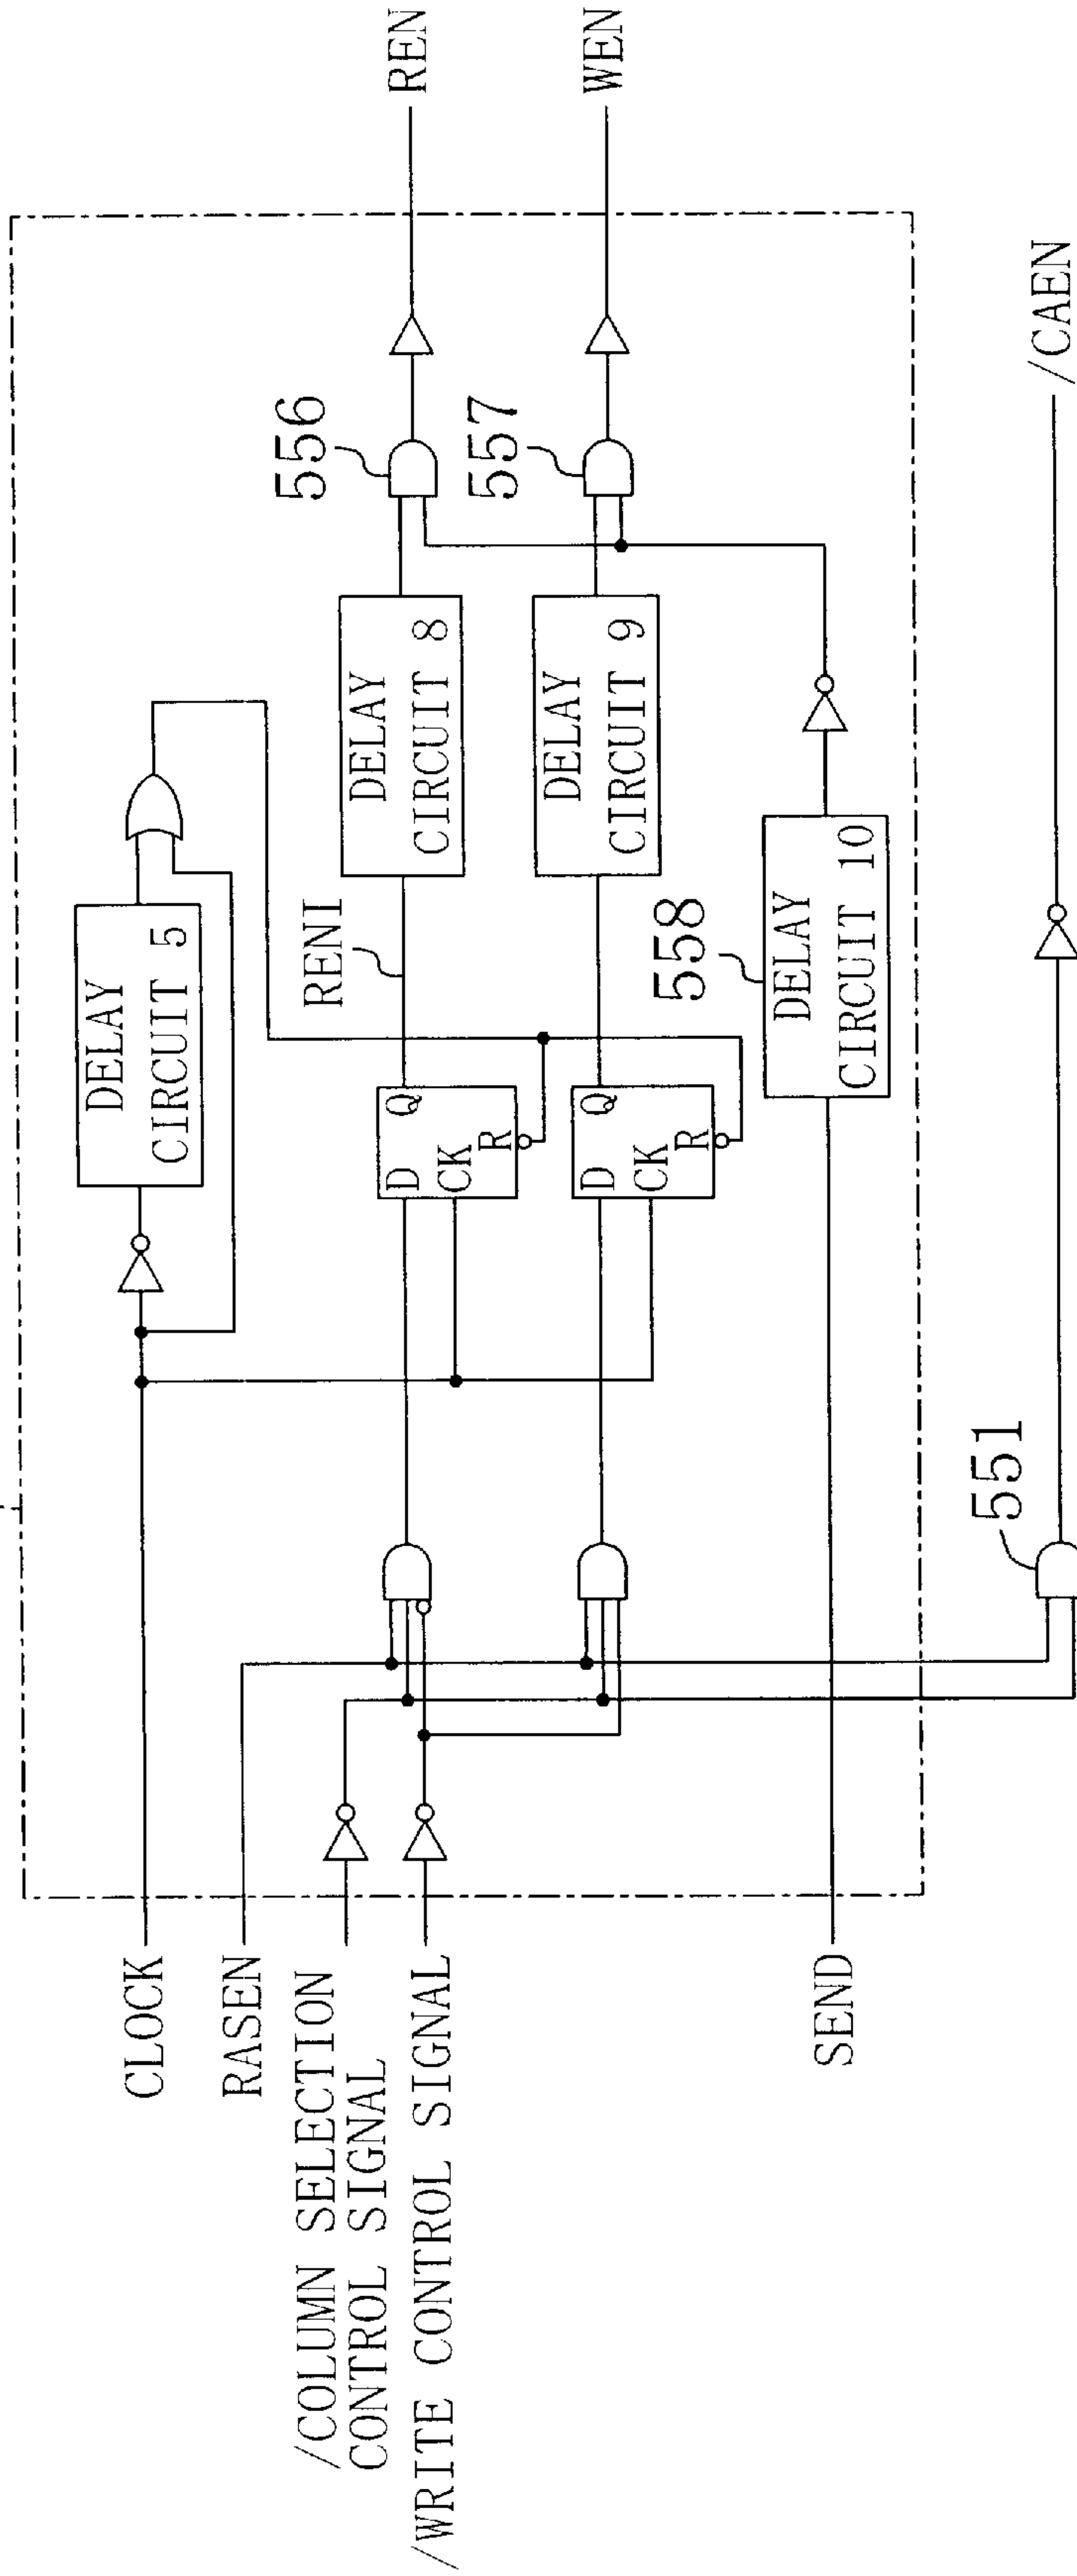 CLOCK
RASEN
/COLUMN SELECTION
CONTROL SIGNAL
/WRITE CONTROL SIGNAL
SEND
DELAY
CIRCUIT 5
D
Q
CK
R
RENI
DELAY
CIRCUIT 8
556
REN
D
Q
CK
R
DELAY
CIRCUIT 9
557
WEN
558
DELAY
CIRCUIT 10
551
/CAEN